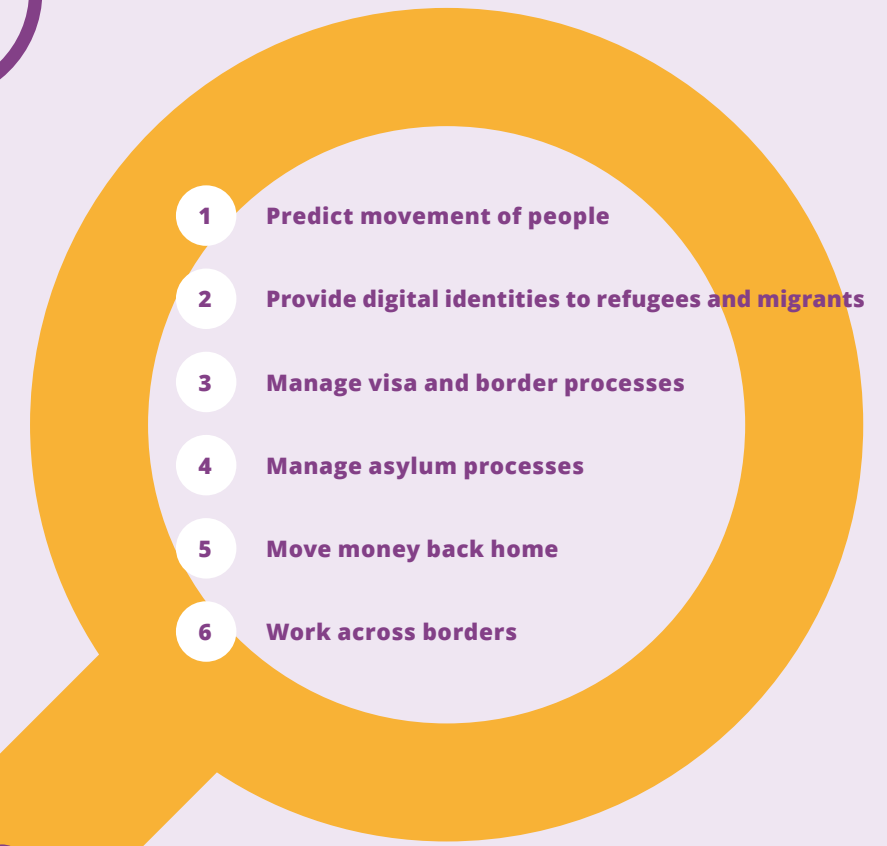 1 Predict movement of people
2 Provide digital identities to refugees and migrants
3 Manage visa and border processes
4 Manage asylum processes
5 Move money back home
6 Work across borders